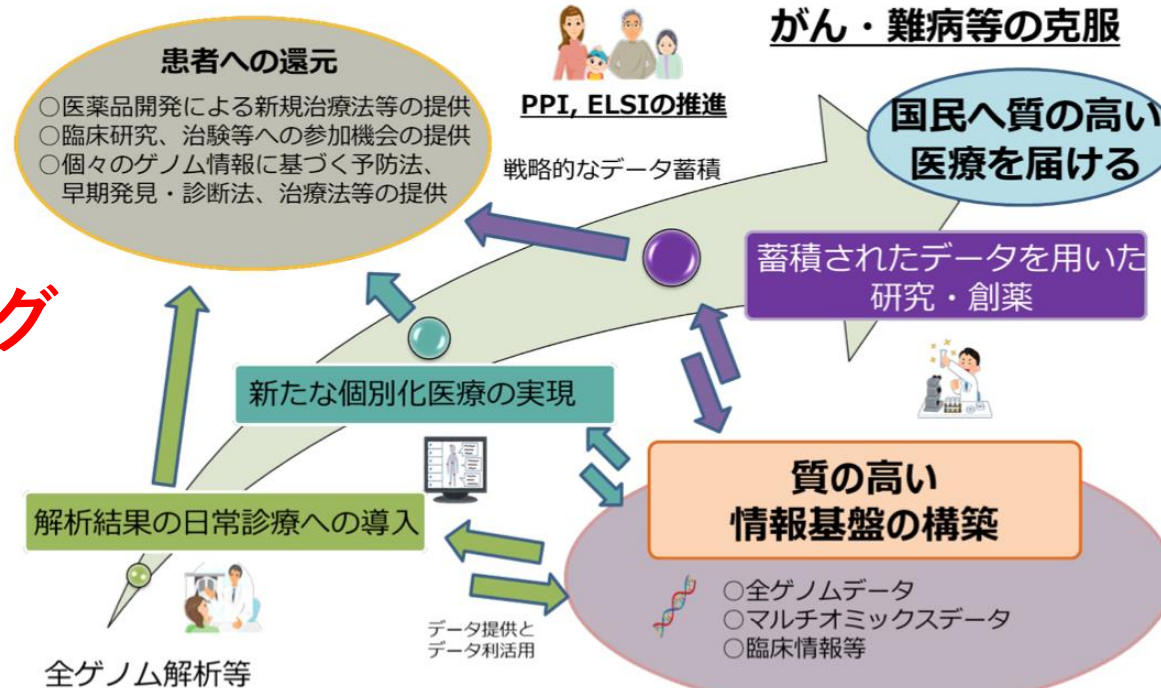 がん・難病等の克服
患者への還元
○医薬品開発による新規治療法等の提供
○臨床研究、治験等への参加機会の提供
○個々のゲノム情報に基づく予防法、
早期発見・診断法、治療法等の提供
PPI, ELSIの推進
戦略的なデータ蓄積
国民へ質の高い
医療を届ける
蓄積されたデータを用いた
研究・創薬
グ
新たな個別化医療の実現
質の高い
情報基盤の構築
解析結果の日常診療への導入
○全ゲノムデータ
○マルチオミックスデータ
○臨床情報等
データ提供と
データ利活用
全ゲノム解析等